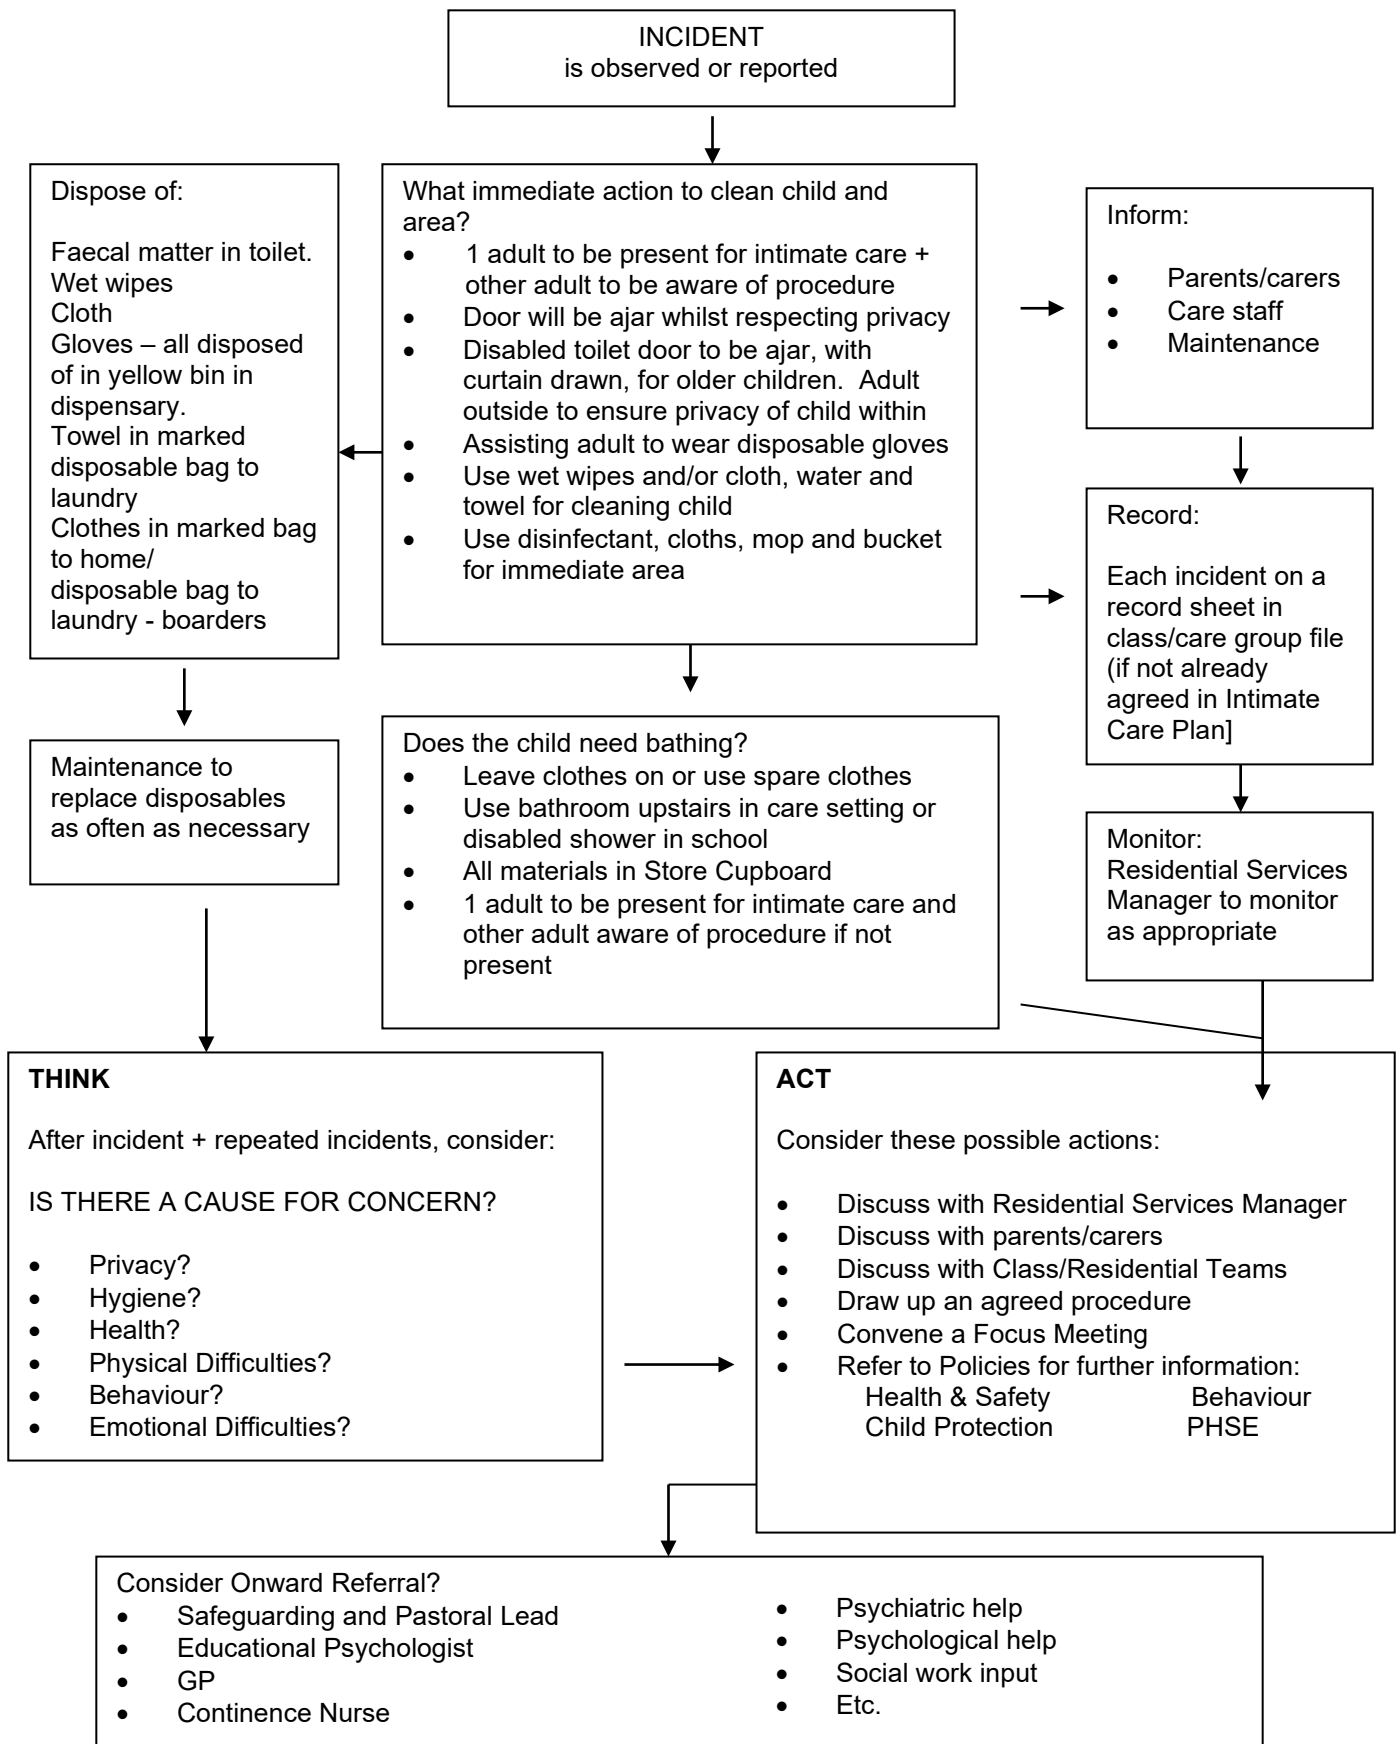 INCIDENT
is observed or reported
Dispose of:
Faecal matter in toilet.
Wet wipes
Cloth
Gloves – all disposed
of in yellow bin in
dispensary.
Towel in marked
disposable bag to
laundry
Clothes in marked bag
to home/
disposable bag to
laundry - boarders
What immediate action to clean child and
area?
• 1 adult to be present for intimate care +
other adult to be aware of procedure
• Door will be ajar whilst respecting privacy
• Disabled toilet door to be ajar, with
curtain drawn, for older children.  Adult
outside to ensure privacy of child within
• Assisting adult to wear disposable gloves
• Use wet wipes and/or cloth, water and
towel for cleaning child
• Use disinfectant, cloths, mop and bucket
for immediate area
Inform:
• Parents/carers
• Care staff
• Maintenance
Record:
Each incident on a
record sheet in
class/care group file
(if not already
agreed in Intimate
Care Plan]
Maintenance to
replace disposables
as often as necessary
Does the child need bathing?
• Leave clothes on or use spare clothes
• Use bathroom upstairs in care setting or
disabled shower in school
• All materials in Store Cupboard
• 1 adult to be present for intimate care and
other adult aware of procedure if not
present
Monitor:
Residential Services
Manager to monitor
as appropriate
THINK
After incident + repeated incidents, consider:
IS THERE A CAUSE FOR CONCERN?
• Privacy?
• Hygiene?
• Health?
• Physical Difficulties?
• Behaviour?
• Emotional Difficulties?
ACT
Consider these possible actions:
• Discuss with Residential Services Manager
• Discuss with parents/carers
• Discuss with Class/Residential Teams
• Draw up an agreed procedure
• Convene a Focus Meeting
• Refer to Policies for further information:
Health & Safety Behaviour
Child Protection PHSE
Consider Onward Referral?
• Safeguarding and Pastoral Lead
• Educational Psychologist
• GP
• Continence Nurse
• Psychiatric help
• Psychological help
• Social work input
• Etc.